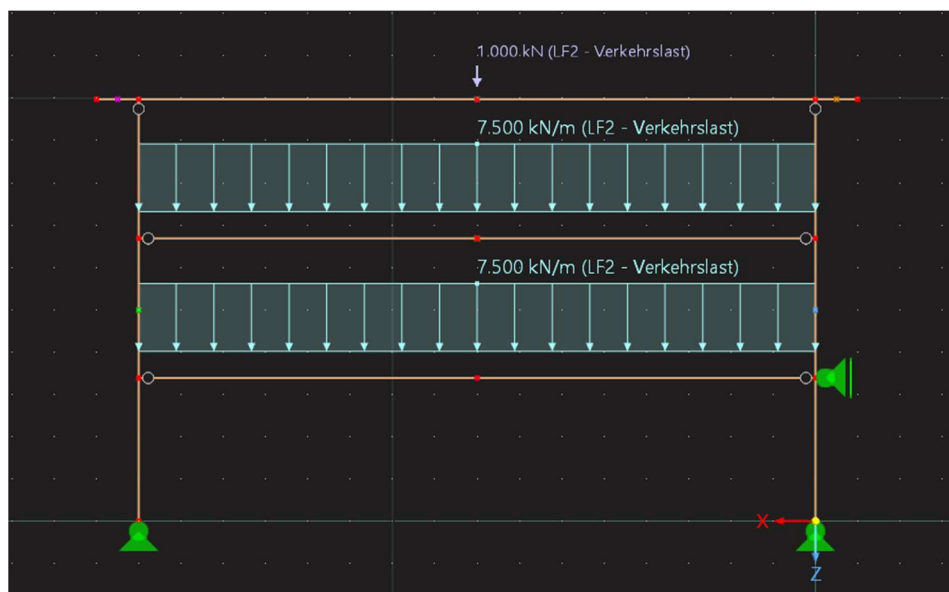 1.000 kN (LF2 - Verkehrslast)
7.500 kN/m (LF2 - Verkehrslast)
7.500 kN/m (LF2 - Verkehrslast)
X
Z